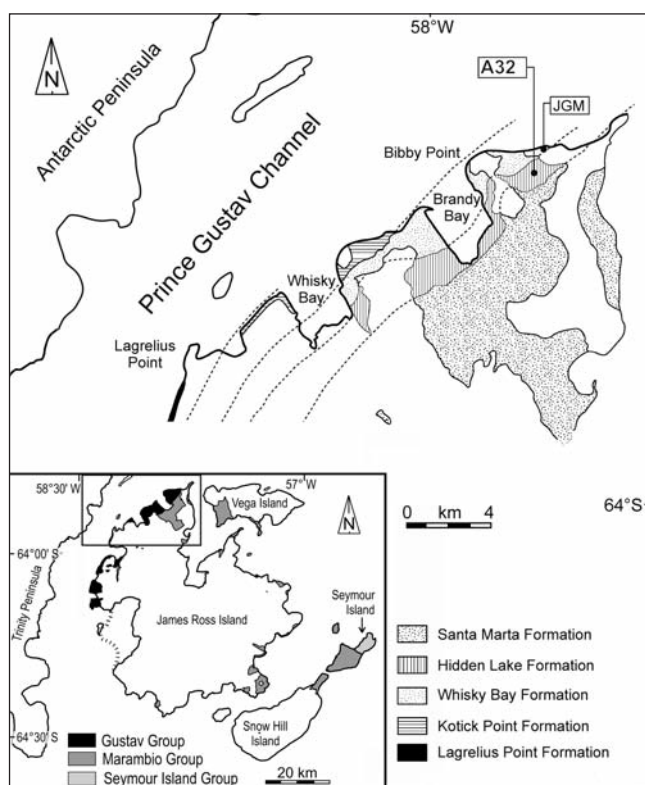 58°W
A32
JGM
N
Antarctic Peninsula
Prince Gustav Channel
Bibby Point
Brandy
Bay
Whisky
Bay
Lagrelius
Point
0 km 4
64°S
Santa Marta Formation
Hidden Lake Formation
Whisky Bay Formation
Kotick Point Formation
Lagrelius Point Formation
58°30' W
57° W
N
Vega Island
64°00' S
Trinity Peninsula
James Ross Island
Seymour
Island
Snow Hill
Island
64°30' S
Gustav Group
Marambio Group
Seymour Island Group
20 km